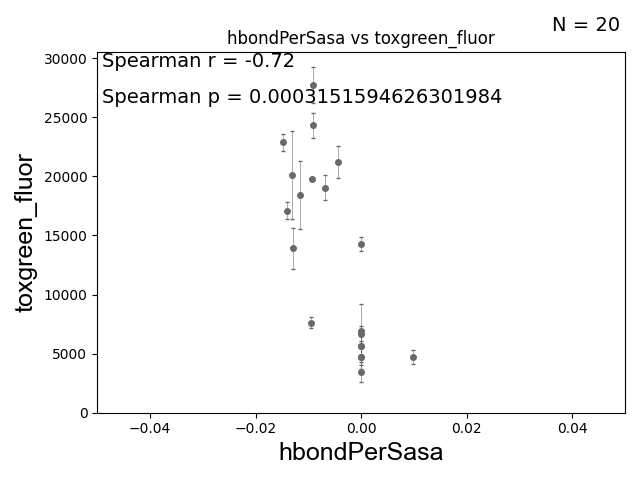 N = 20
hbondPerSasa vs toxgreen_fluor
Spearman r = -0.72
Spearman p = 0.0003151594626301984
30000
25000
20000
15000
10000
5000
0
toxgreen_fluor
−0.04 −0.02 0.00 0.02 0.04
hbondPerSasa